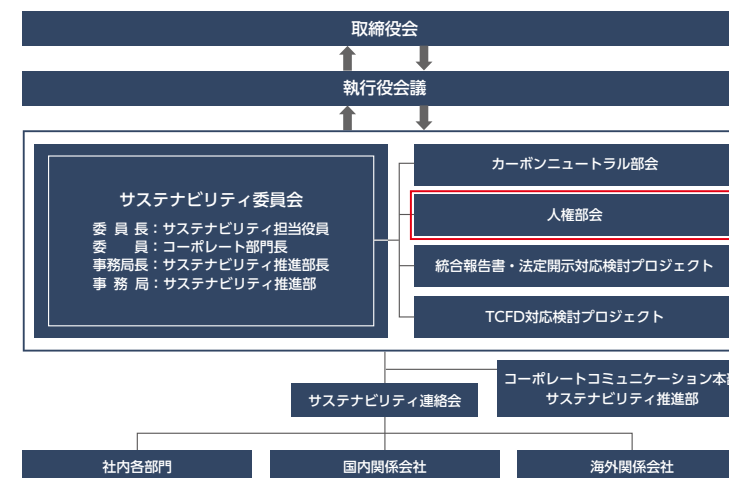 取締役会
執行役会議
サステナビリティ委員会
委員長：サステナビリティ担当役員
委　員：コーポレート部門長
事務局長：サステナビリティ推進部長
事務局：サステナビリティ推進部
カーボンニュートラル部会
人権部会
統合報告書・法定開示対応検討プロジェクト
TCFD対応検討プロジェクト
コーポレートコミュニケーション本部
サステナビリティ推進部
サステナビリティ連絡会
社内各部門
国内関係会社
海外関係会社